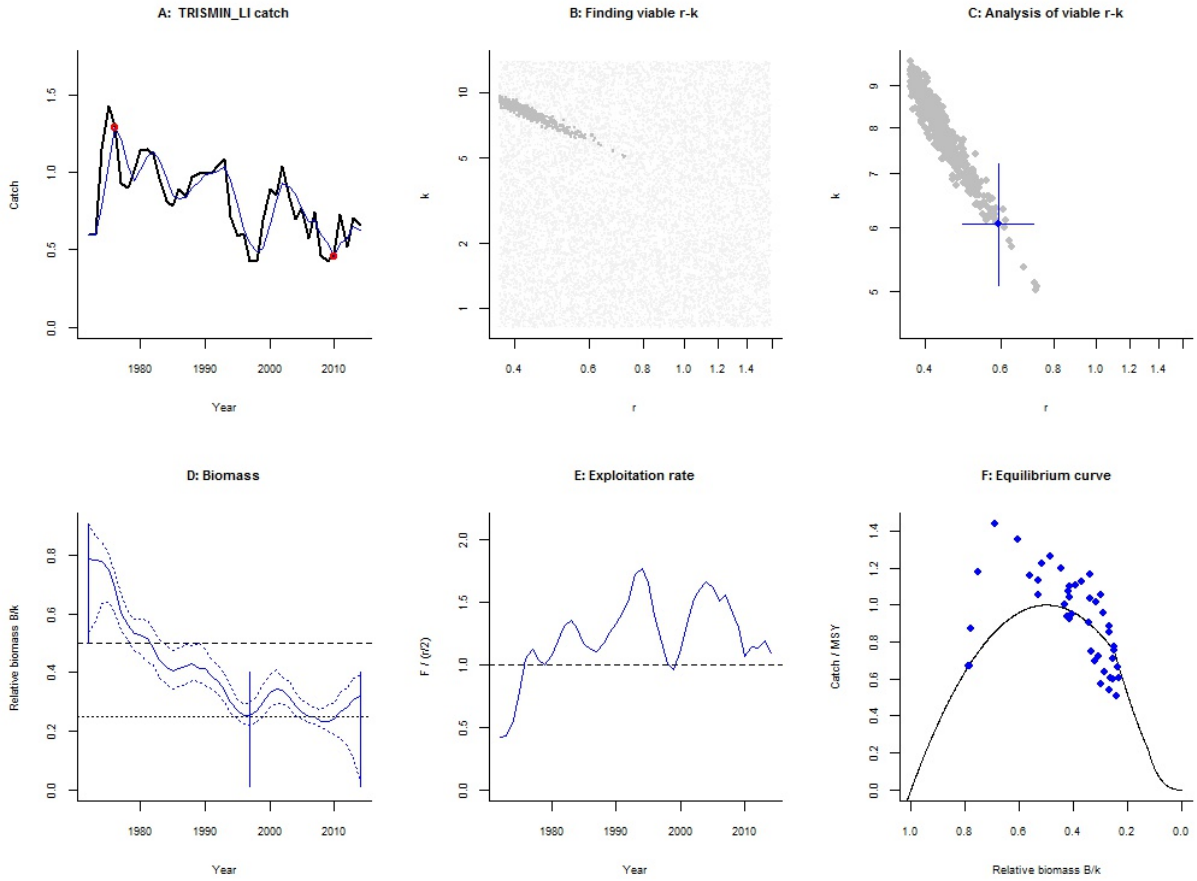 A: TRISMIN_LI catch
Catch
1.5
1.0
0.5
0.0
1980 1990 2000 2010
Year
B: Finding viable r-k
k
10
5
2
1
0.4 0.6 0.8 1.0 1.2 1.4
r
C: Analysis of viable r-k
k
9
8
7
6
5
0.4 0.6 0.8 1.0 1.2 1.4
r
D: Biomass
Relative biomass B/k
0.8
0.6
0.4
0.2
0.0
1980 1990 2000 2010
Year
E: Exploitation rate
F / (r/2)
2.0
1.5
1.0
0.5
0.0
1980 1990 2000 2010
Year
F: Equilibrium curve
Catch / MSY
1.4
1.2
1.0
0.8
0.6
0.4
0.2
0.0
1.0 0.8 0.6 0.4 0.2 0.0
Relative biomass B/k